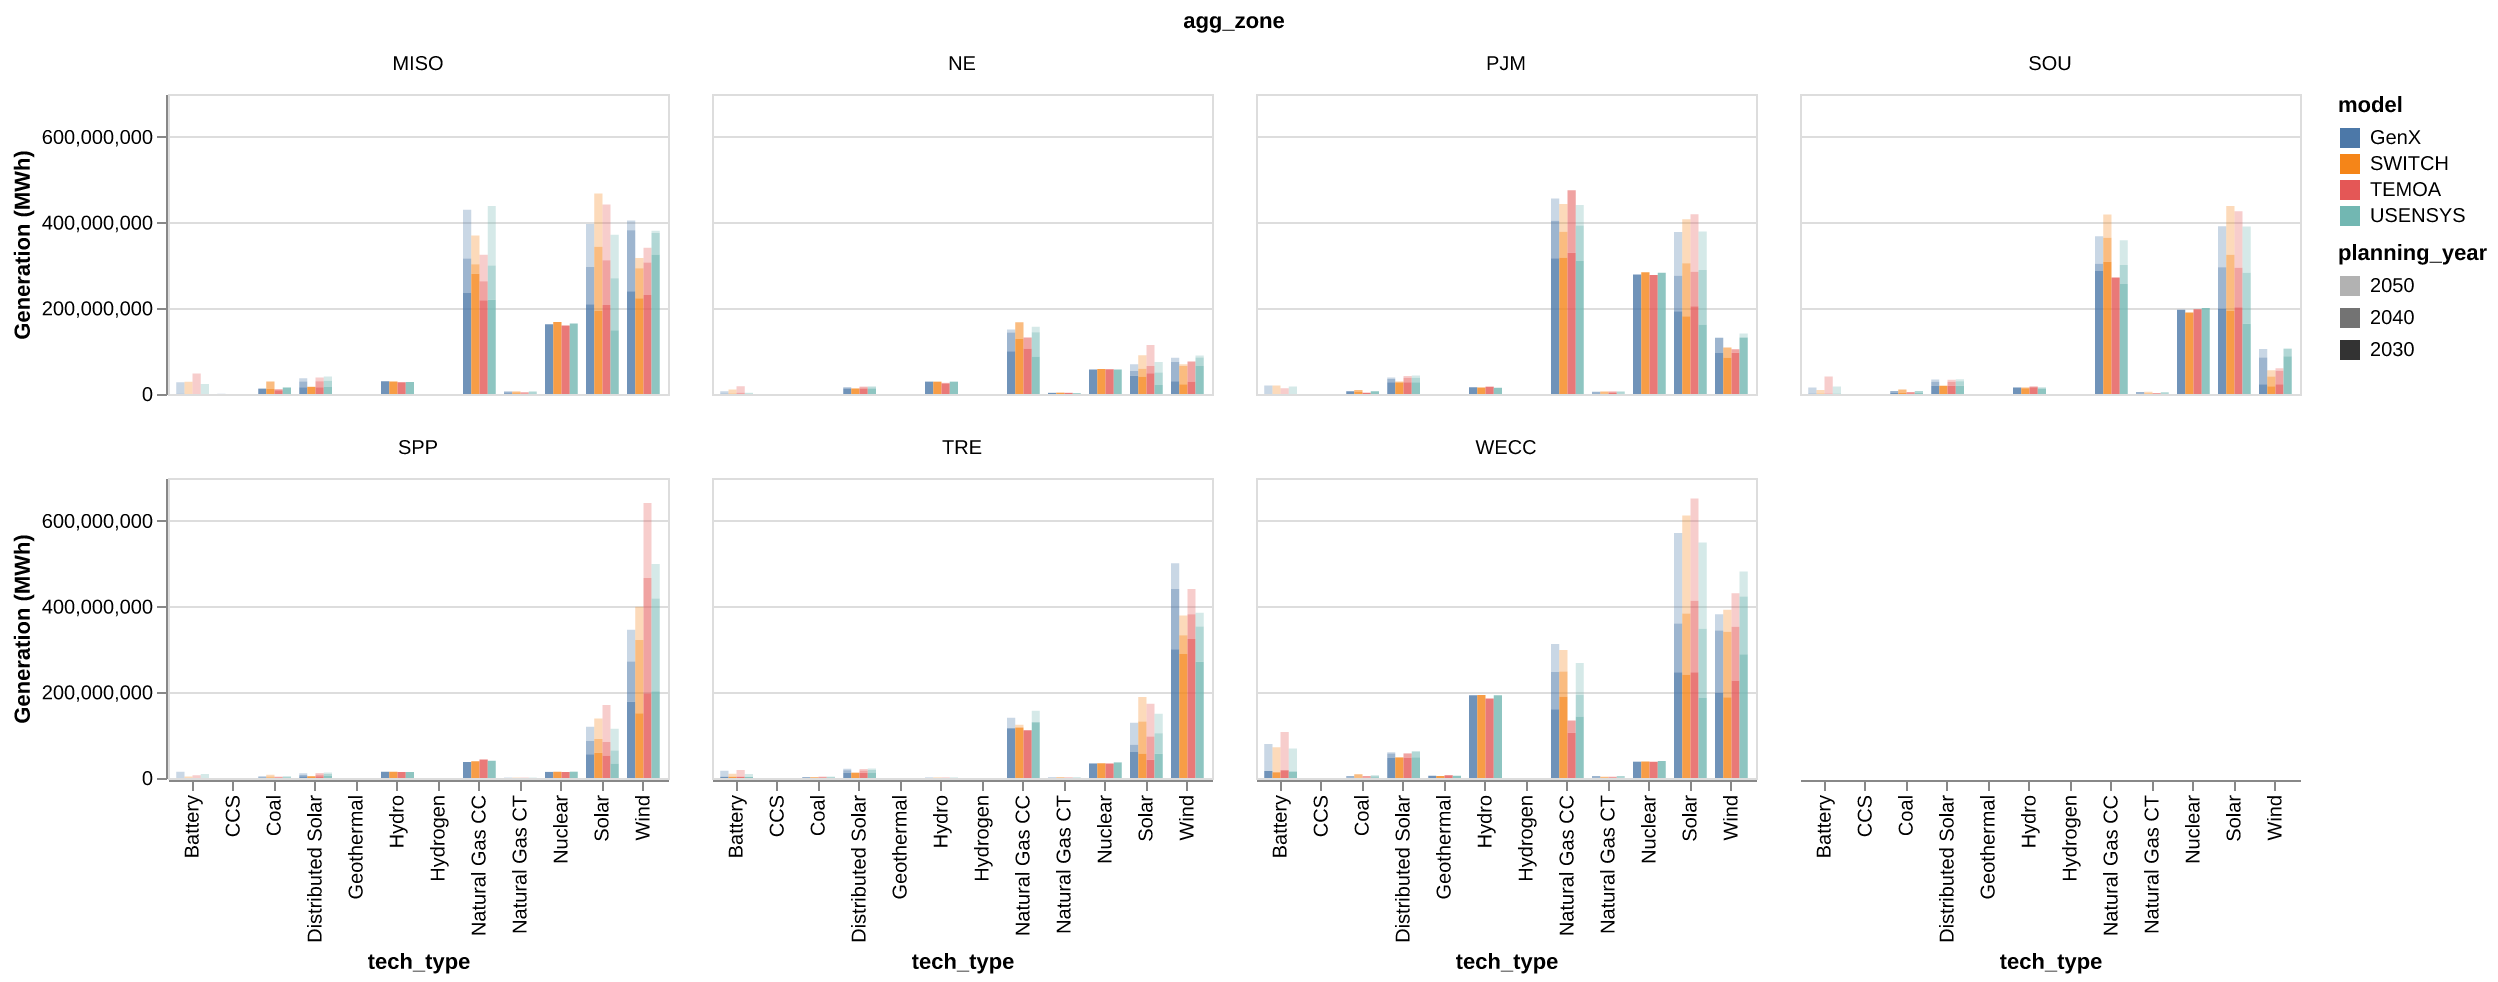 agg_zone
MISO
NE
PJM
SOU
Generation (MWh)
600,000,000
400,000,000
200,000,000
0
model
GenX
SWITCH
TEMOA
USENSYS
planning_year
2050
2040
2030
SPP
TRE
WECC
Generation (MWh)
600,000,000
400,000,000
200,000,000
0
Battery
CCS
Coal
Distributed Solar
Geothermal
Hydro
Hydrogen
Natural Gas CC
Natural Gas CT
Nuclear
Solar
Wind
Battery
CCS
Coal
Distributed Solar
Geothermal
Hydro
Hydrogen
Natural Gas CC
Natural Gas CT
Nuclear
Solar
Wind
Battery
CCS
Coal
Distributed Solar
Geothermal
Hydro
Hydrogen
Natural Gas CC
Natural Gas CT
Nuclear
Solar
Wind
Battery
CCS
Coal
Distributed Solar
Geothermal
Hydro
Hydrogen
Natural Gas CC
Natural Gas CT
Nuclear
Solar
Wind
tech_type
tech_type
tech_type
tech_type